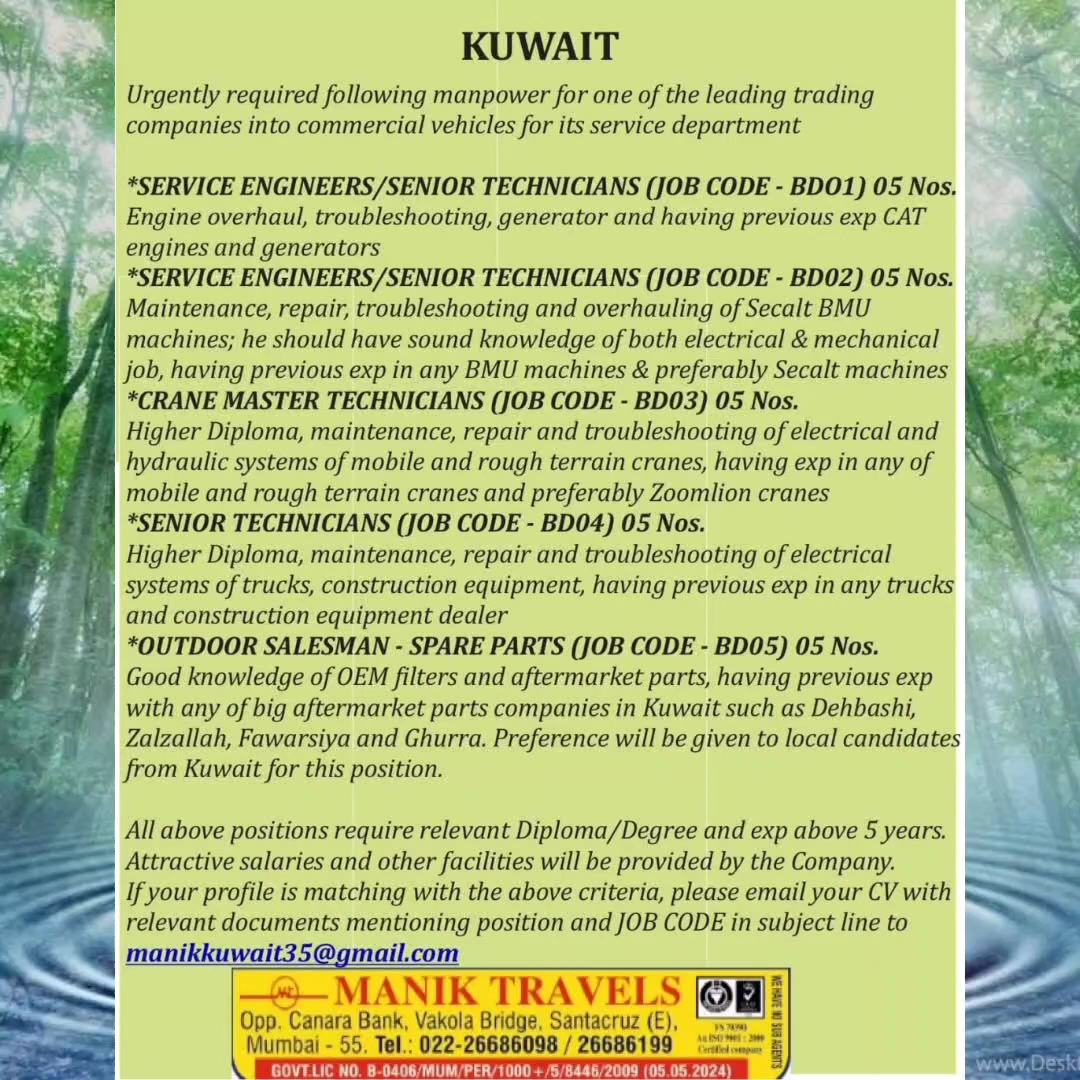 KUWAIT
Urgently required following manpower for one of the leading trading
companies into commercial vehicles for its service department
*SERVICE ENGINEERS/SENIOR TECHNICIANS (JOB CODE - BDO1) 05 Nos.
Engine overhaul, troubleshooting, generator and having previous exp CAT
engines and generators
*SERVICE ENGINEERS/SENIOR TECHNICIANS (JOB CODE - BD02) 05 Nos.
Maintenance, repair, troubleshooting and overhauling of Secalt BMU
machines; he should have sound knowledge of both electrical & mechanical
job, having previous exp in any BMU machines & preferably Secalt machines
*CRANE MASTER TECHNICIANS (JOB CODE - BD03) 05 Nos.
Higher Diploma, maintenance, repair and troubleshooting of electrical and
hydraulic systems of mobile and rough terrain cranes, having exp in any of
mobile and rough terrain cranes and preferably Zoomlion cranes
*SENIOR TECHNICIANS (JOB CODE - BD04) 05 Nos.
Higher Diploma, maintenance, repair and troubleshooting of electrical
systems of trucks, construction equipment, having previous exp in any trucks
and construction equipment dealer
*OUTDOOR SALESMAN - SPARE PARTS (JOB CODE - BD05) 05 Nos.
Good knowledge of OEM filters and aftermarket parts, having previous exp
with any of big aftermarket parts companies in Kuwait such as Dehbashi,
Zalzallah, Fawarsiya and Ghurra. Preference will be given to local candidates
from Kuwait for this position.
All above positions require relevant Diploma/Degree and exp above 5 years.
Attractive salaries and other facilities will be provided by the Company.
If your profile is matching with the above criteria, please email your CV with
relevant documents mentioning position and JOB CODE in subject line to
manikkuwait35@gmail.com
MANIK TRAVELS
Opp. Canara Bank, Vakola Bridge, Santacruz (E),
Mumbai - 55. Tel.: 022-26686098 / 26686199
GOVT.LIC NO. B-0406/MUM/PER/1000+/5/8446/2009 (05.05.2024)
An ISO 9001 : 2000
Certified company
WE HAVE NO SUB AGENTS
www.Desk